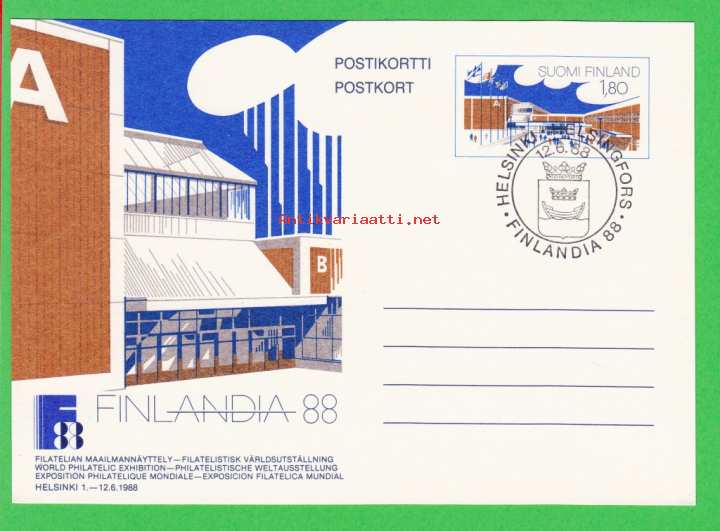 A
POSTIKORTTI
POSTKORT
SUOMI FINLAND
1,80
A
HELSINKI - HELSINGFORS
12.6.88
• FINLANDIA 88 •
Antikvariaatti.net
B
F
88
FINLANDIA 88
FILATELIAN MAAILMANNÄYTTELY—FILATELISTISK VÄRLDSUTSTÄLLNING
WORLD PHILATELIC EXHIBITION—PHILATELISTISCHE WELTAUSSTELLUNG
EXPOSITION PHILATELIQUE MONDIALE—EXPOSICION FILATELICA MUNDIAL
HELSINKI 1.—12.6.1988